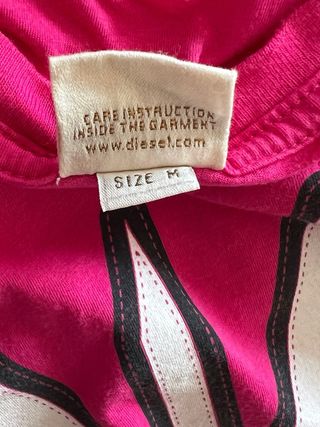 CARE INSTRUCTION
INSIDE THE GARMENT
www.diesel.com
SIZE M